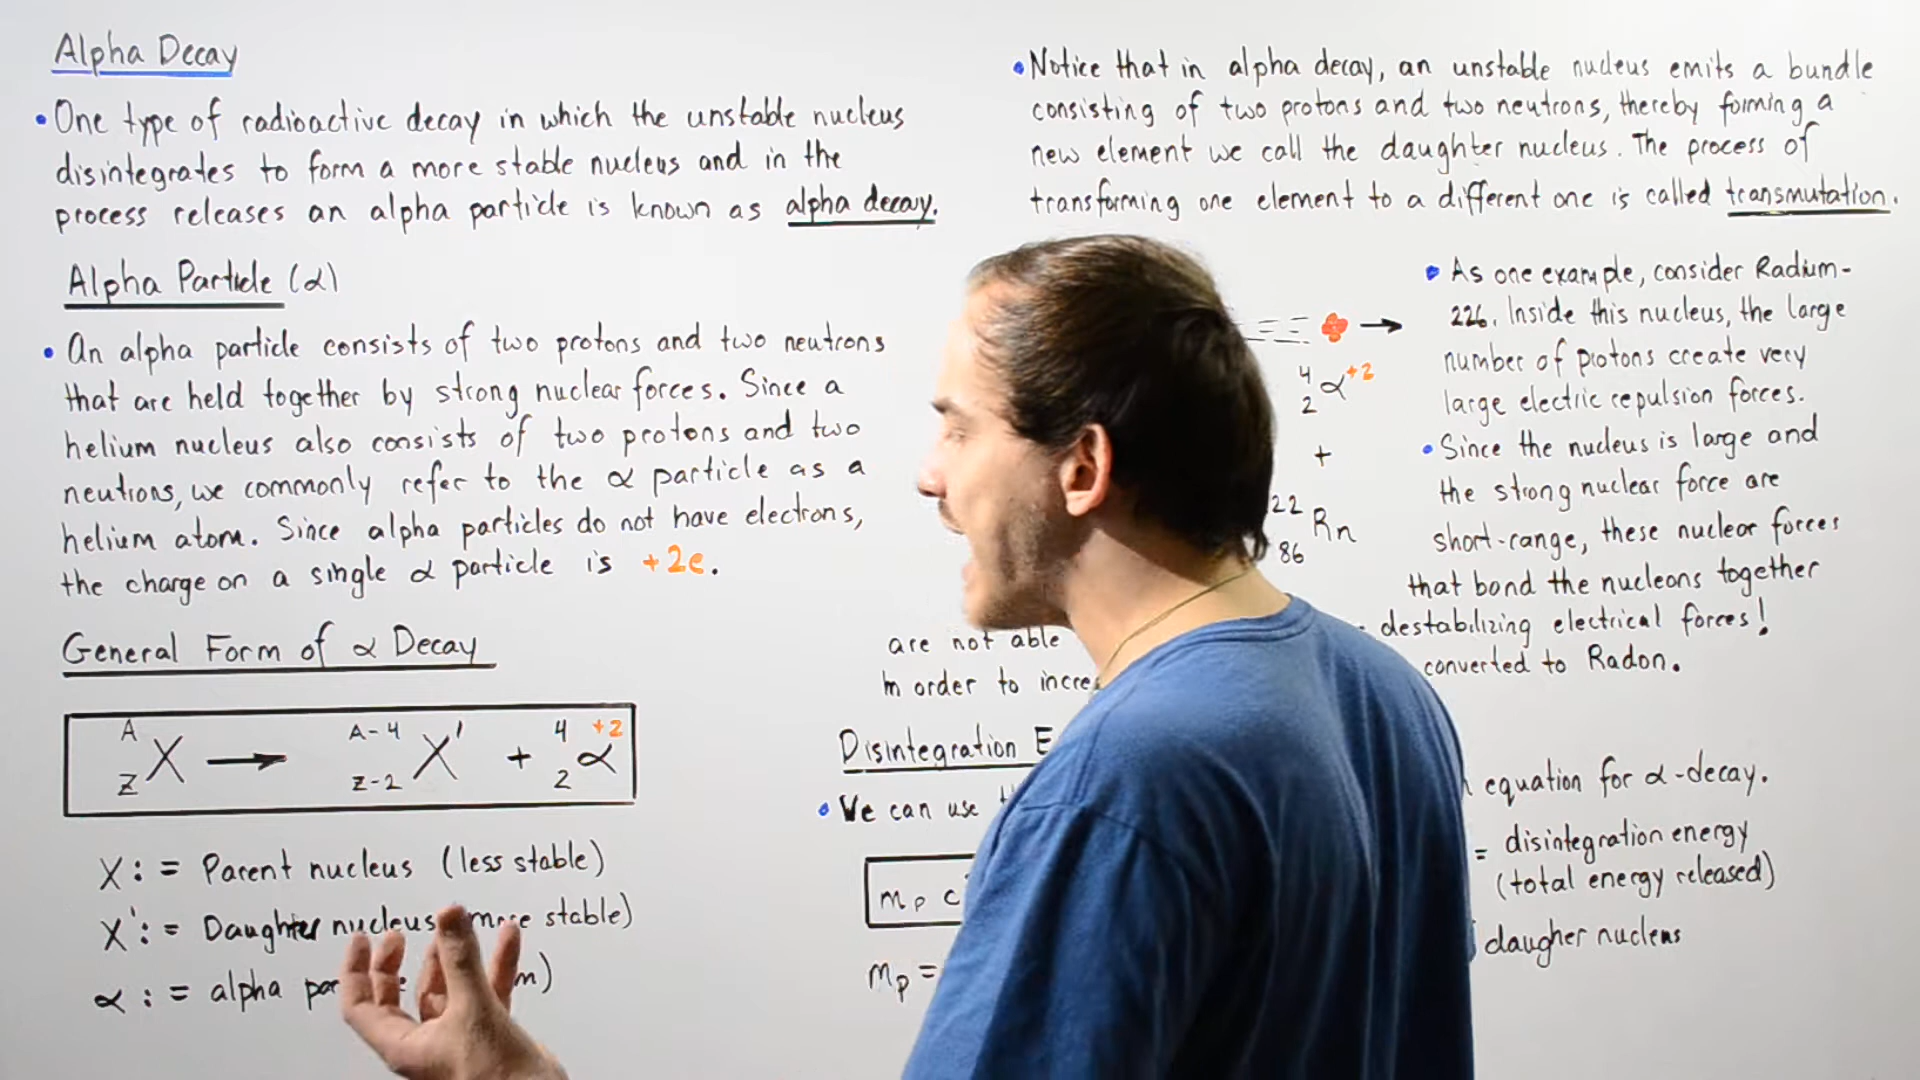 Alpha Decay
• One type of radioactive decay in which the unstable nucleus
disintegrates to form a more stable nucleus and in the
process releases an alpha particle is known as alpha decay.
Alpha Particle (α)
• An alpha particle consists of two protons and two neutrons
that are held together by strong nuclear forces. Since a
helium nucleus also consists of two protons and two
neutrons, we commonly refer to the α particle as a
helium atom. Since alpha particles do not have electrons,
the charge on a single α particle is +2e.
General Form of α Decay
A Z X → A-4 Z-2 X' + 4 2 α +2
X := Parent nucleus (less stable)
X' := Daughter nucleus (more stable)
α := alpha
• Notice that in alpha decay, an unstable nucleus emits a bundle
consisting of two protons and two neutrons, thereby forming a
new element we call the daughter nucleus. The process of
transforming one element to a different one is called transmutation.
4 2 α +2
+
22 86 Rn
• As one example, consider Radium-
226. Inside this nucleus, the large
number of protons create very
large electric repulsion forces.
• Since the nucleus is large and
the strong nuclear force are
short-range, these nuclear forces
that bond the nucleons together
are not able destabilizing electrical forces!
In order to converted to Radon.
Disintegration
• We can use equation for α-decay.
mp c
= disintegration energy
(total energy released)
mp = daugher nucleus